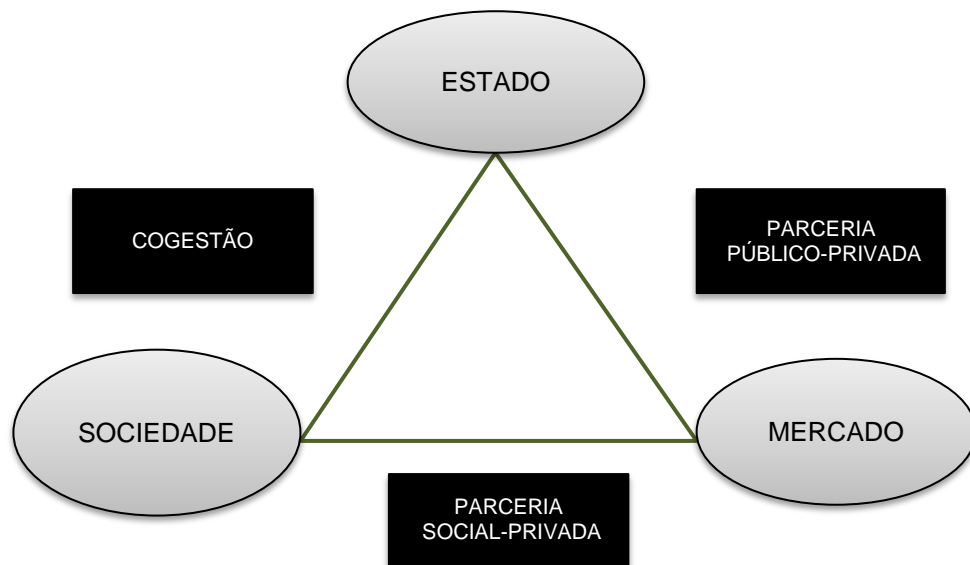 ESTADO
COGESTÃO
PARCERIA
PÚBLICO-PRIVADA
SOCIEDADE
MERCADO
PARCERIA
SOCIAL-PRIVADA